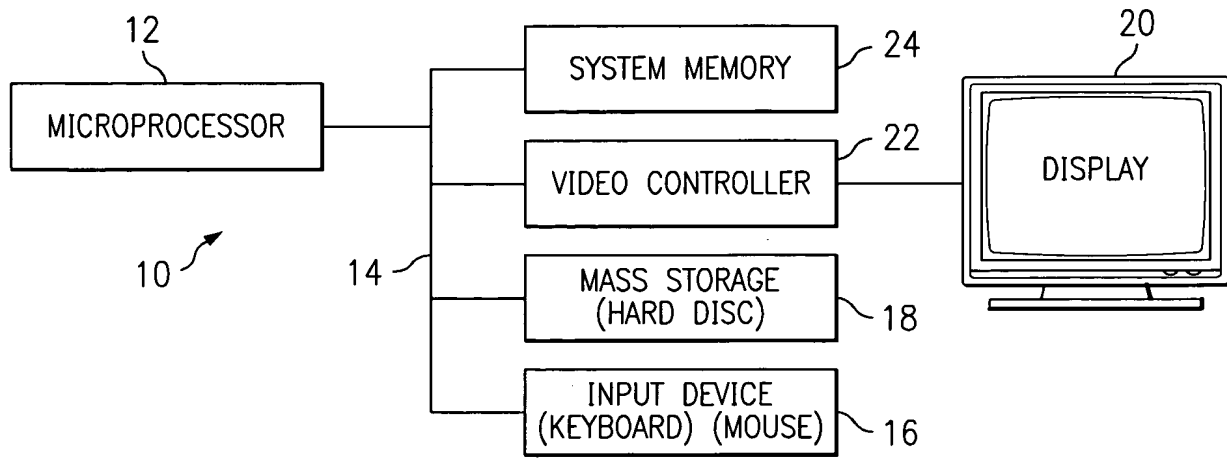 12
MICROPROCESSOR
10
14
SYSTEM MEMORY
24
VIDEO CONTROLLER
22
MASS STORAGE
(HARD DISC)
18
INPUT DEVICE
(KEYBOARD) (MOUSE)
16
20
DISPLAY